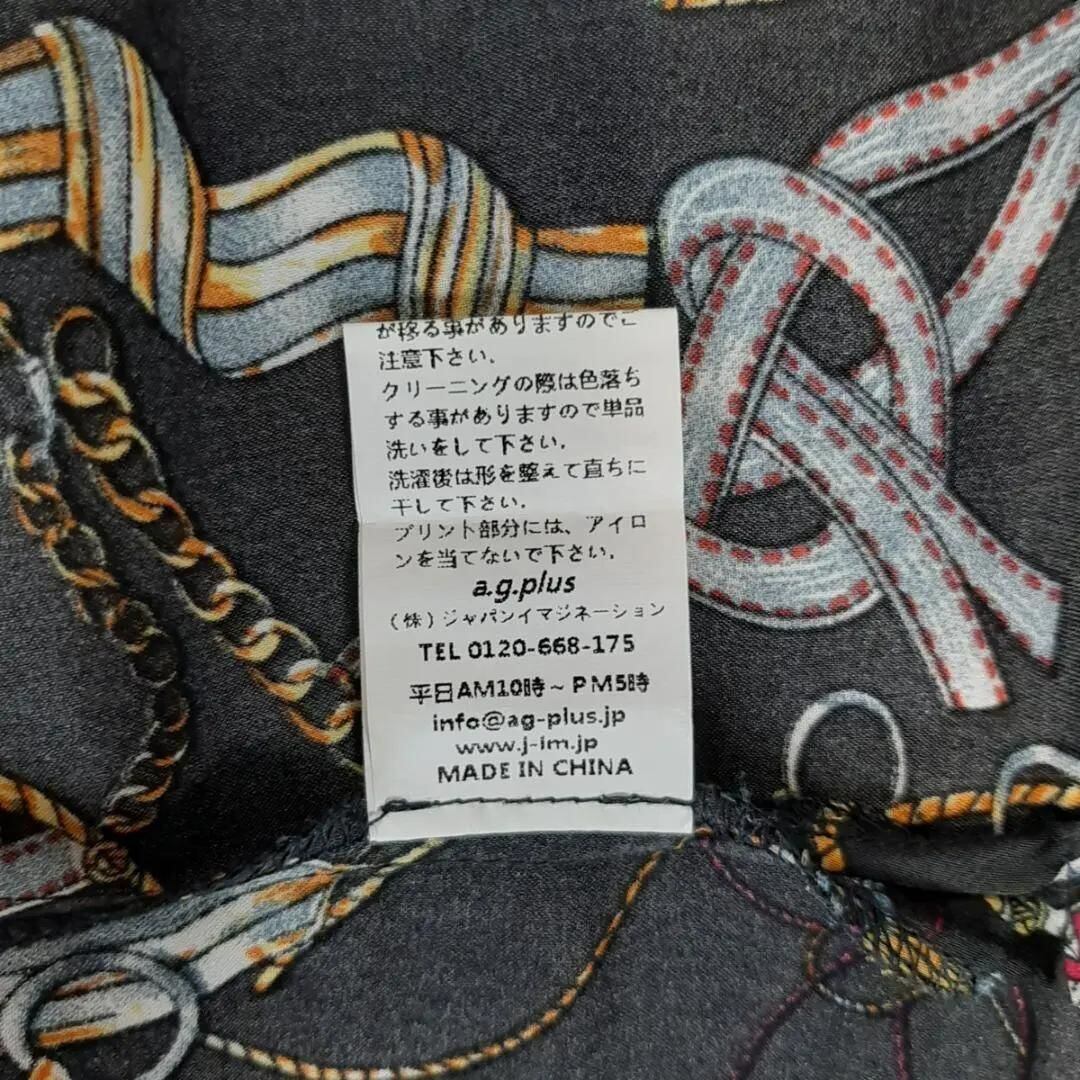 が移る事がありますのでご
注意下さい.
クリーニングの際は色落ち
する事がありますので単品
洗いをして下さい.
洗濯後は形を整えて直ちに
干して下さい.
プリント部分には、アイロ
ンを当てないで下さい.
a.g.plus
(株)ジャパンイマジネーション
TEL 0120-668-175
平日AM10時~PM5時
info@ag-plus.jp
www.j-im.jp
MADE IN CHINA